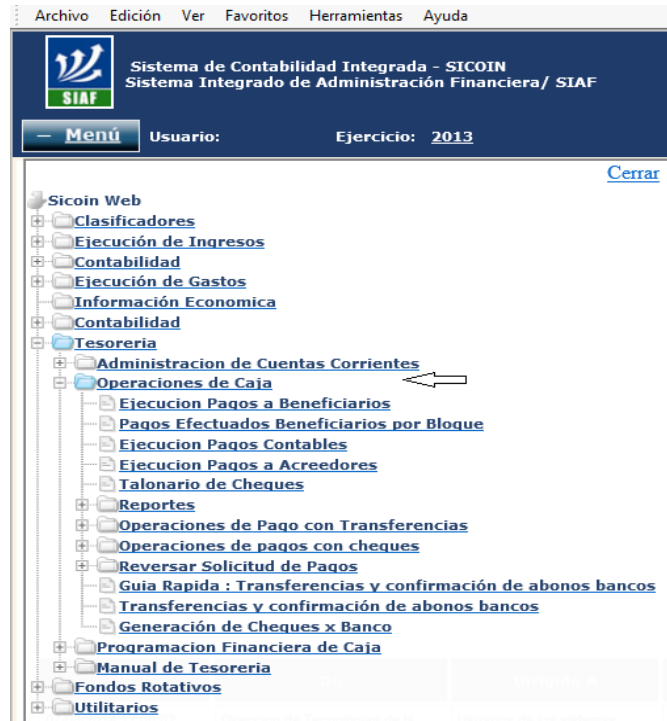 Archivo Edición Ver Favoritos Herramientas Ayuda
Sistema de Contabilidad Integrada - SICOIN
Sistema Integrado de Administración Financiera/ SIAF
SIAF
— Menú Usuario: Ejercicio: 2013
Cerrar
Sicoin Web
Clasificadores
Ejecución de Ingresos
Contabilidad
Ejecución de Gastos
Información Economica
Contabilidad
Tesoreria
Administracion de Cuentas Corrientes
Operaciones de Caja
Ejecucion Pagos a Beneficiarios
Pagos Efectuados Beneficiarios por Bloque
Ejecucion Pagos Contables
Ejecucion Pagos a Acreedores
Talonario de Cheques
Reportes
Operaciones de Pago con Transferencias
Operaciones de pagos con cheques
Reversar Solicitud de Pagos
Guia Rapida : Transferencias y confirmación de abonos bancos
Transferencias y confirmación de abonos bancos
Generación de Cheques x Banco
Programacion Financiera de Caja
Manual de Tesoreria
Fondos Rotativos
Utilitarios